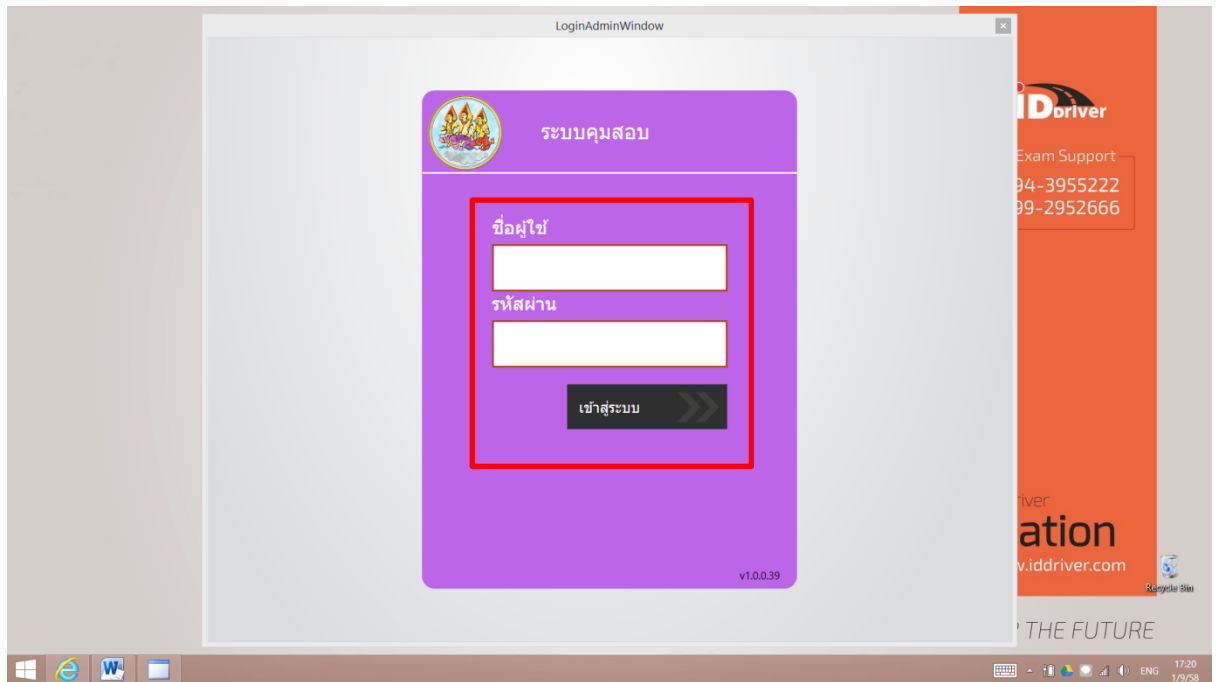 LoginAdminWindow
ระบบคุมสอบ
ชื่อผู้ใช้
รหัสผ่าน
เข้าสู่ระบบ
v1.0.0.39
iDDriver
Exam Support
94-3955222
99-2952666
river
ation
v.iddriver.com
Recycle Bin
THE FUTURE
ENG
17:20
1/9/58